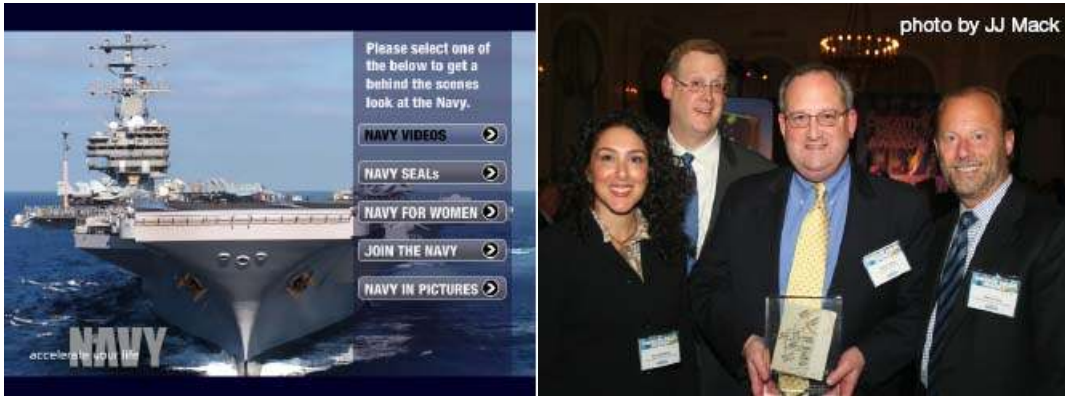 Please select one of
the below to get a
behind the scenes
look at the Navy.
NAVY VIDEOS
NAVY SEALs
NAVY FOR WOMEN
JOIN THE NAVY
NAVY IN PICTURES
NAVY
accelerate your life
photo by JJ Mack